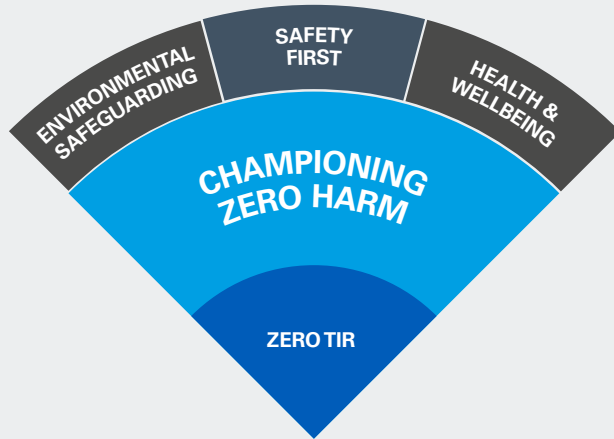 ENVIRONMENTAL
SAFEGUARDING
SAFETY
FIRST
HEALTH &
WELLBEING
CHAMPIONING
ZERO HARM
ZERO TIR